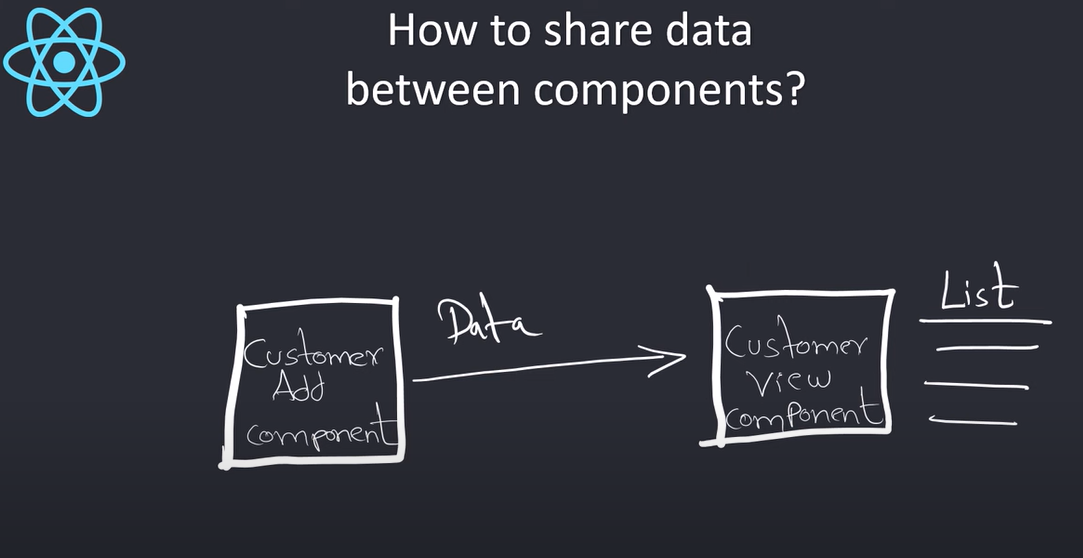 How to share data
between components?
Customer
Add
component
Data
Customer
View
component
List